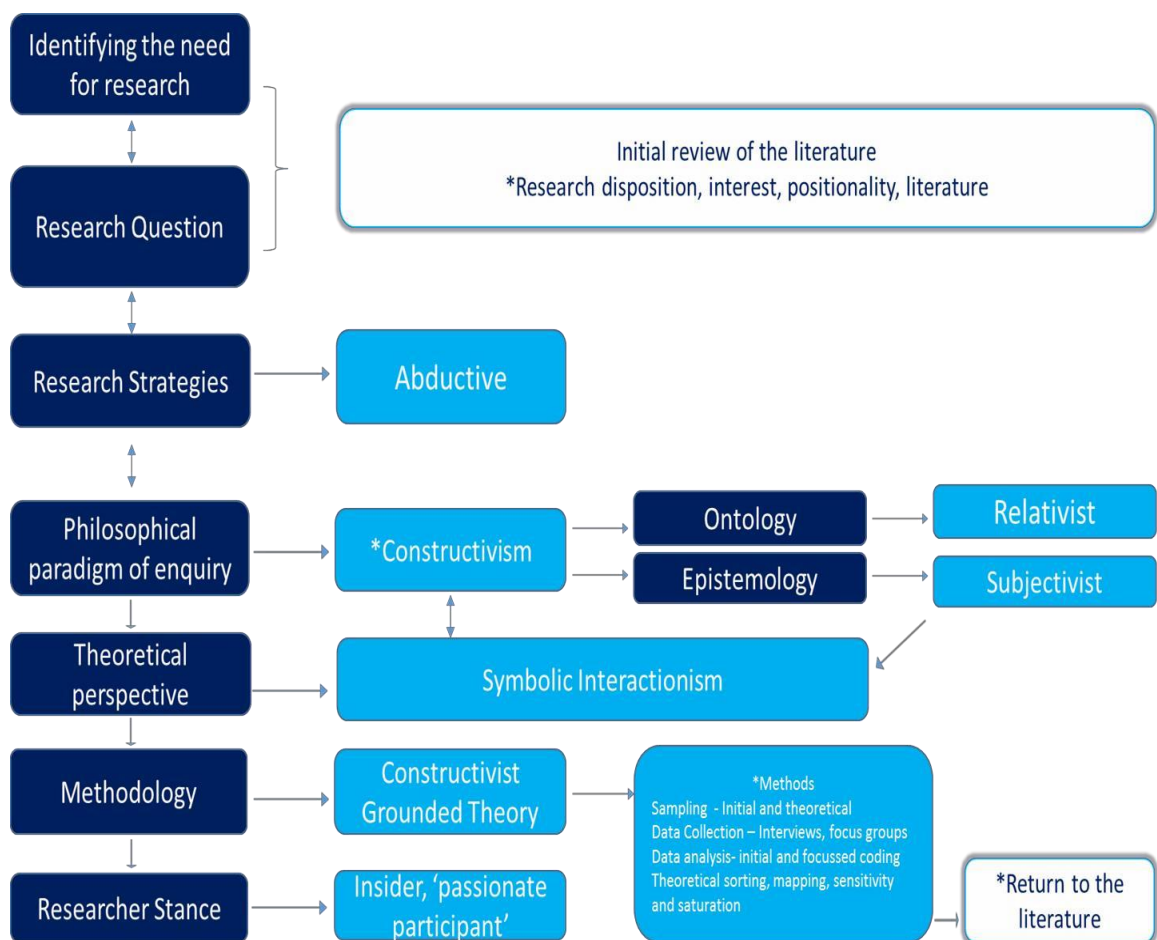 Identifying the need
for research
Initial review of the literature
*Research disposition, interest, positionality, literature
Research Question
Research Strategies
Abductive
Philosophical
paradigm of enquiry
*Constructivism
Ontology
Relativist
Epistemology
Subjectivist
Theoretical
perspective
Symbolic Interactionism
Methodology
Constructivist
Grounded Theory
*Methods
Sampling - Initial and theoretical
Data Collection – Interviews, focus groups
Data analysis- initial and focussed coding
Theoretical sorting, mapping, sensitivity
and saturation
Researcher Stance
Insider, ‘passionate
participant’
*Return to the
literature